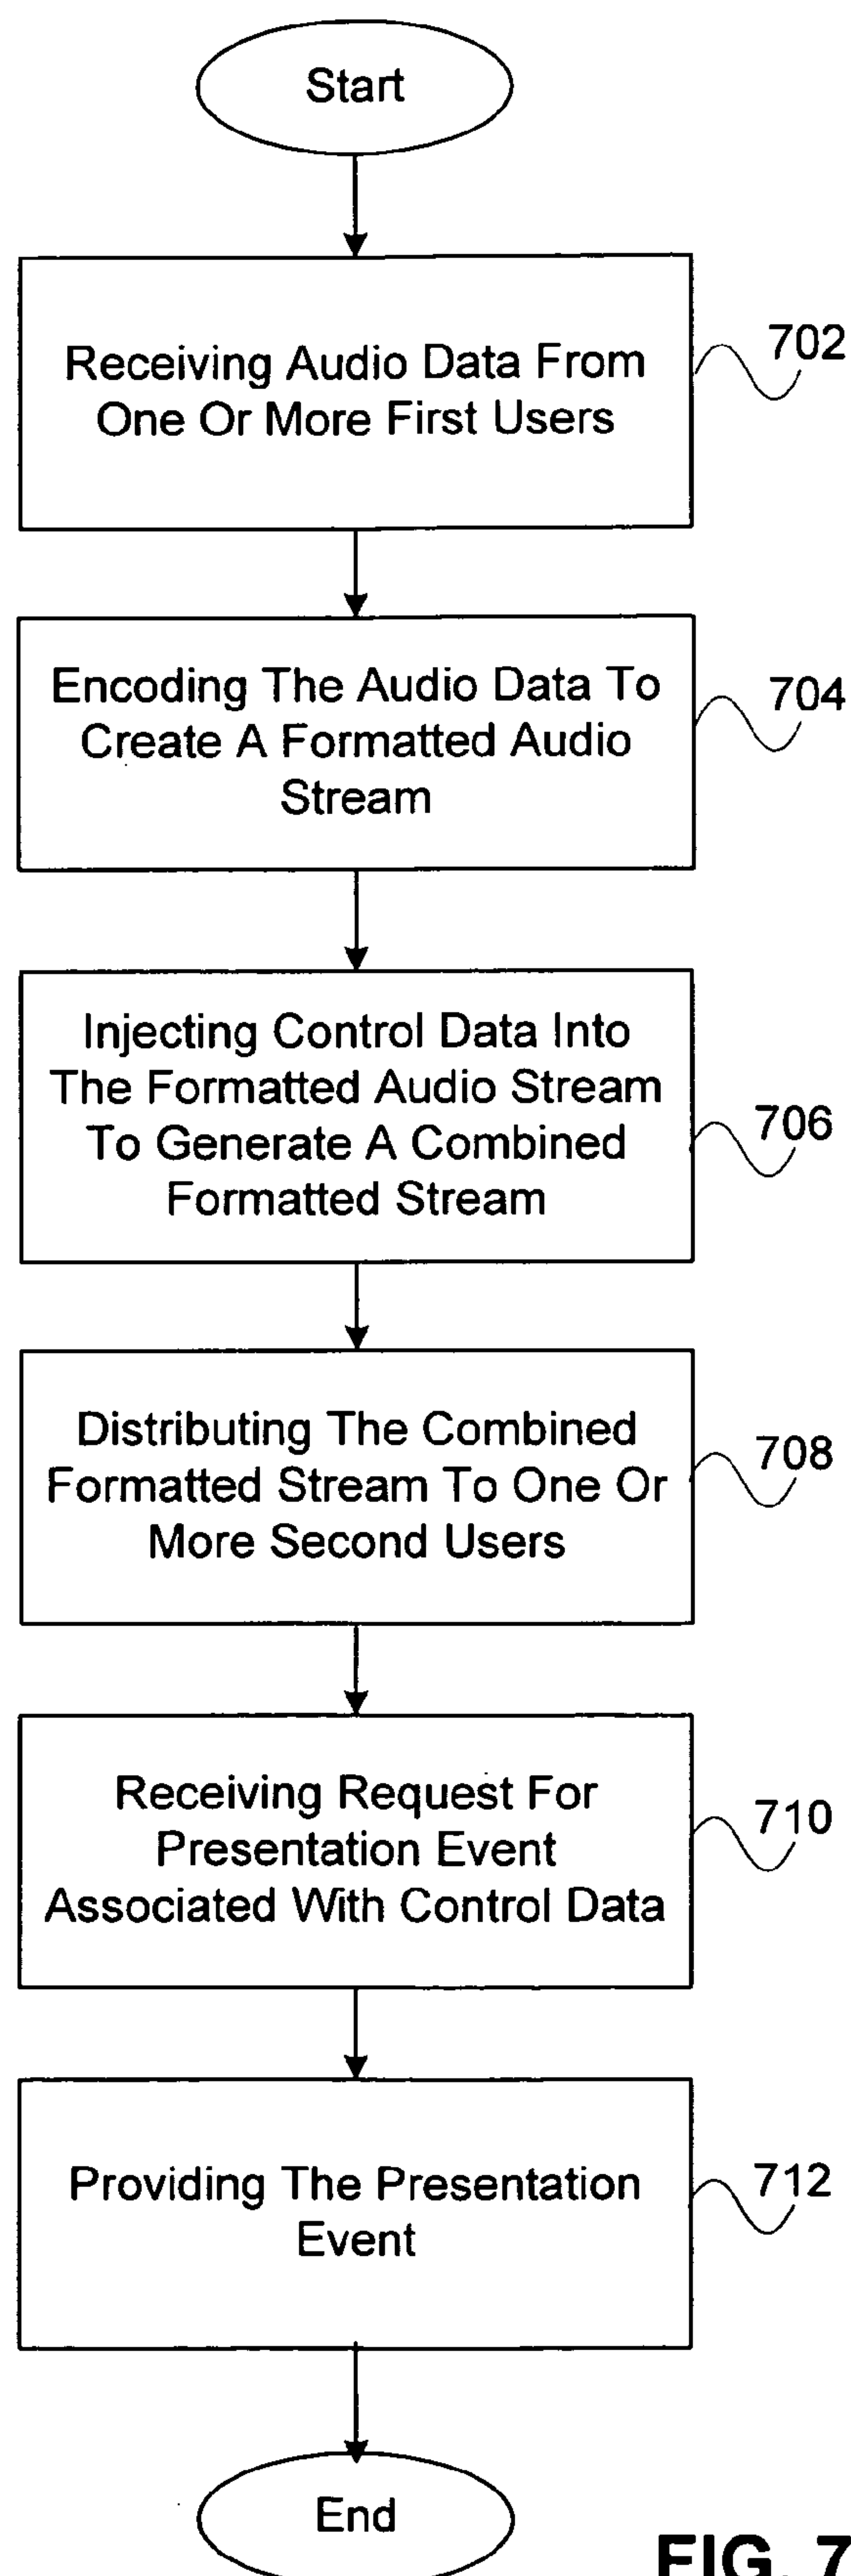 Start
Receiving Audio Data From
One Or More First Users
702
Encoding The Audio Data To
Create A Formatted Audio
Stream
704
Injecting Control Data Into
The Formatted Audio Stream
To Generate A Combined
Formatted Stream
706
Distributing The Combined
Formatted Stream To One Or
More Second Users
708
Receiving Request For
Presentation Event
Associated With Control Data
710
Providing The Presentation
Event
712
End
FIG. 7